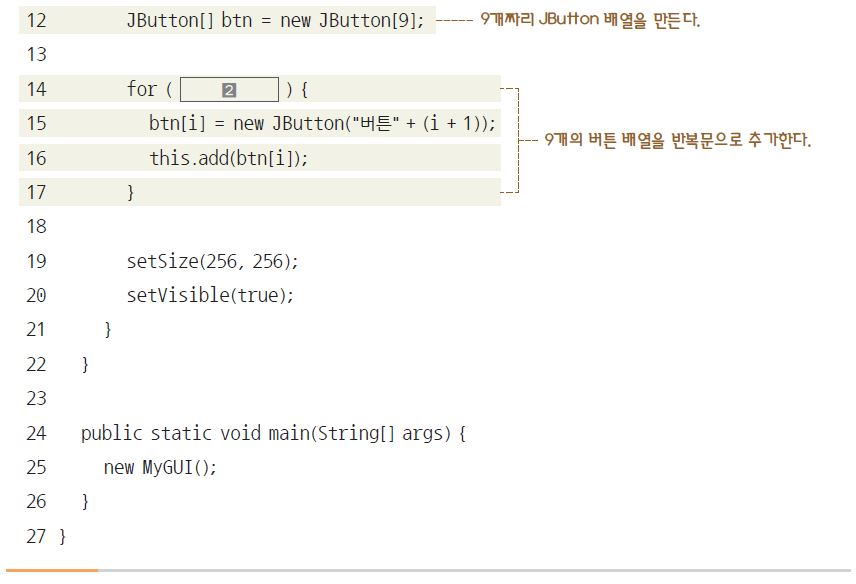 12 JButton[] btn = new JButton[9]; 9개짜리 JButton 배열을 만든다.
13
14 for ( 2 ) {
15 btn[i] = new JButton("버튼" + (i + 1));
9개의 버튼 배열을 반복문으로 추가한다.
16 this.add(btn[i]);
17 }
18
19 setSize(256, 256);
20 setVisible(true);
21 }
22 }
23
24 public static void main(String[] args) {
25 new MyGUI();
26 }
27 }